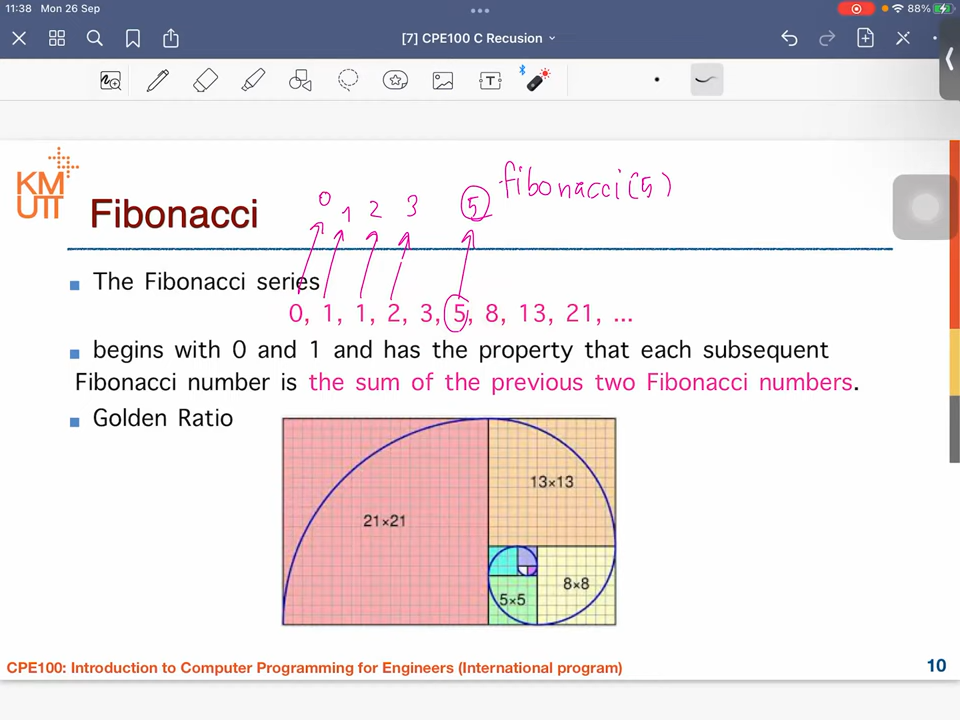 11:38 Mon 26 Sep
88%
[7] CPE100 C Recusion
T
KM
UTT
Fibonacci
0 1 2 3 5 fibonacci(5)
The Fibonacci series
0, 1, 1, 2, 3, 5, 8, 13, 21, ...
begins with 0 and 1 and has the property that each subsequent
Fibonacci number is the sum of the previous two Fibonacci numbers.
Golden Ratio
13×13
21×21
8×8
5×5
CPE100: Introduction to Computer Programming for Engineers (International program)
10